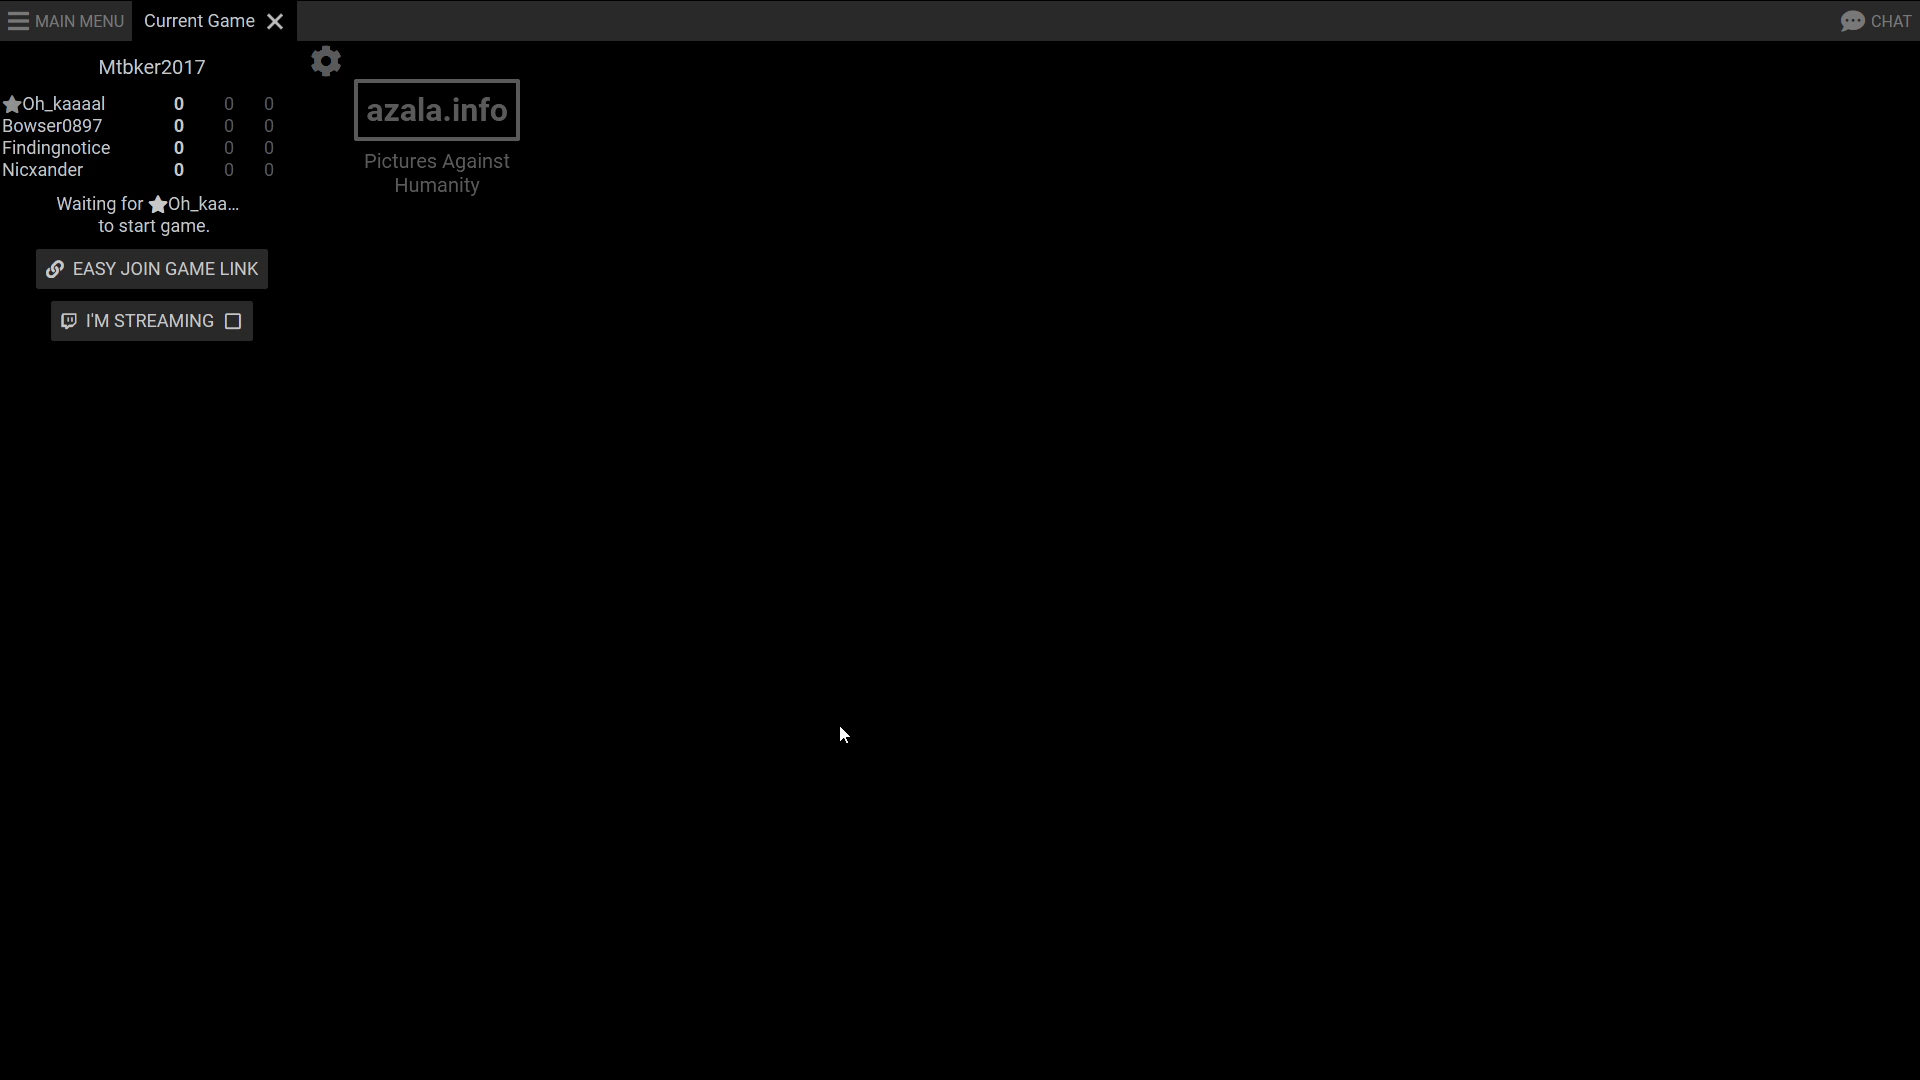 MAIN MENU Current Game CHAT
Mtbker2017
Oh_kaaaal 0 0 0
Bowser0897 0 0 0
Findingnotice 0 0 0
Nicxander 0 0 0
Waiting for Oh_kaa...
to start game.
EASY JOIN GAME LINK
I'M STREAMING
azala.info
Pictures Against
Humanity